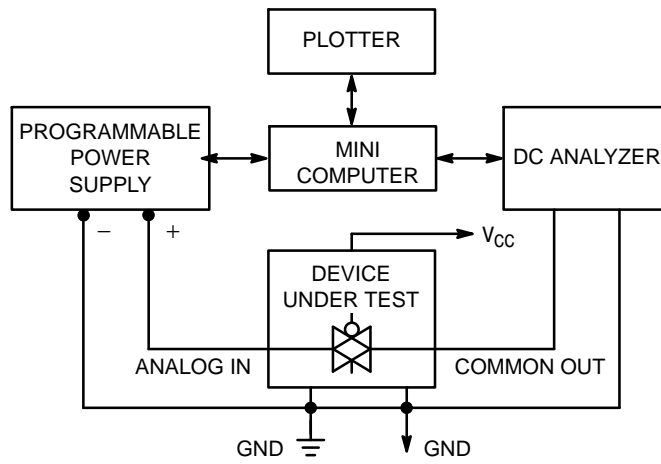 PLOTTER
PROGRAMMABLE
POWER
SUPPLY
MINI
COMPUTER
DC ANALYZER
− +
VCC
DEVICE
UNDER TEST
ANALOG IN
COMMON OUT
GND
GND